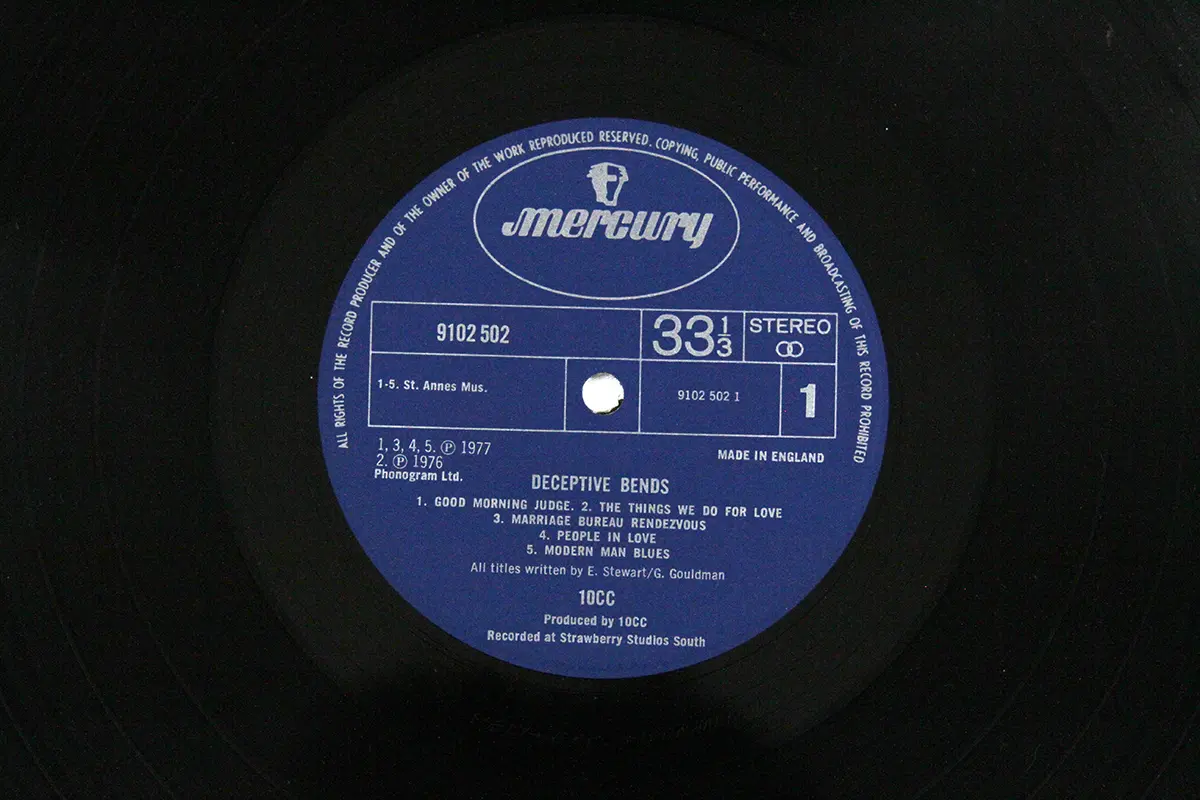 ALL RIGHTS OF THE RECORD PRODUCER AND OF THE OWNER OF THE WORK REPRODUCED RESERVED. COPYING, PUBLIC PERFORMANCE AND BROADCASTING OF THIS RECORD PROHIBITED
mercury
9102 502
33 1/3
STEREO
1-5. St. Annes Mus.
9102 502 1
1
1, 3, 4, 5. Ⓟ 1977
2. Ⓟ 1976
Phonogram Ltd.
MADE IN ENGLAND
DECEPTIVE BENDS
1. GOOD MORNING JUDGE. 2. THE THINGS WE DO FOR LOVE
3. MARRIAGE BUREAU RENDEZVOUS
4. PEOPLE IN LOVE
5. MODERN MAN BLUES
All titles written by E. Stewart/G. Gouldman
10CC
Produced by 10CC
Recorded at Strawberry Studios South